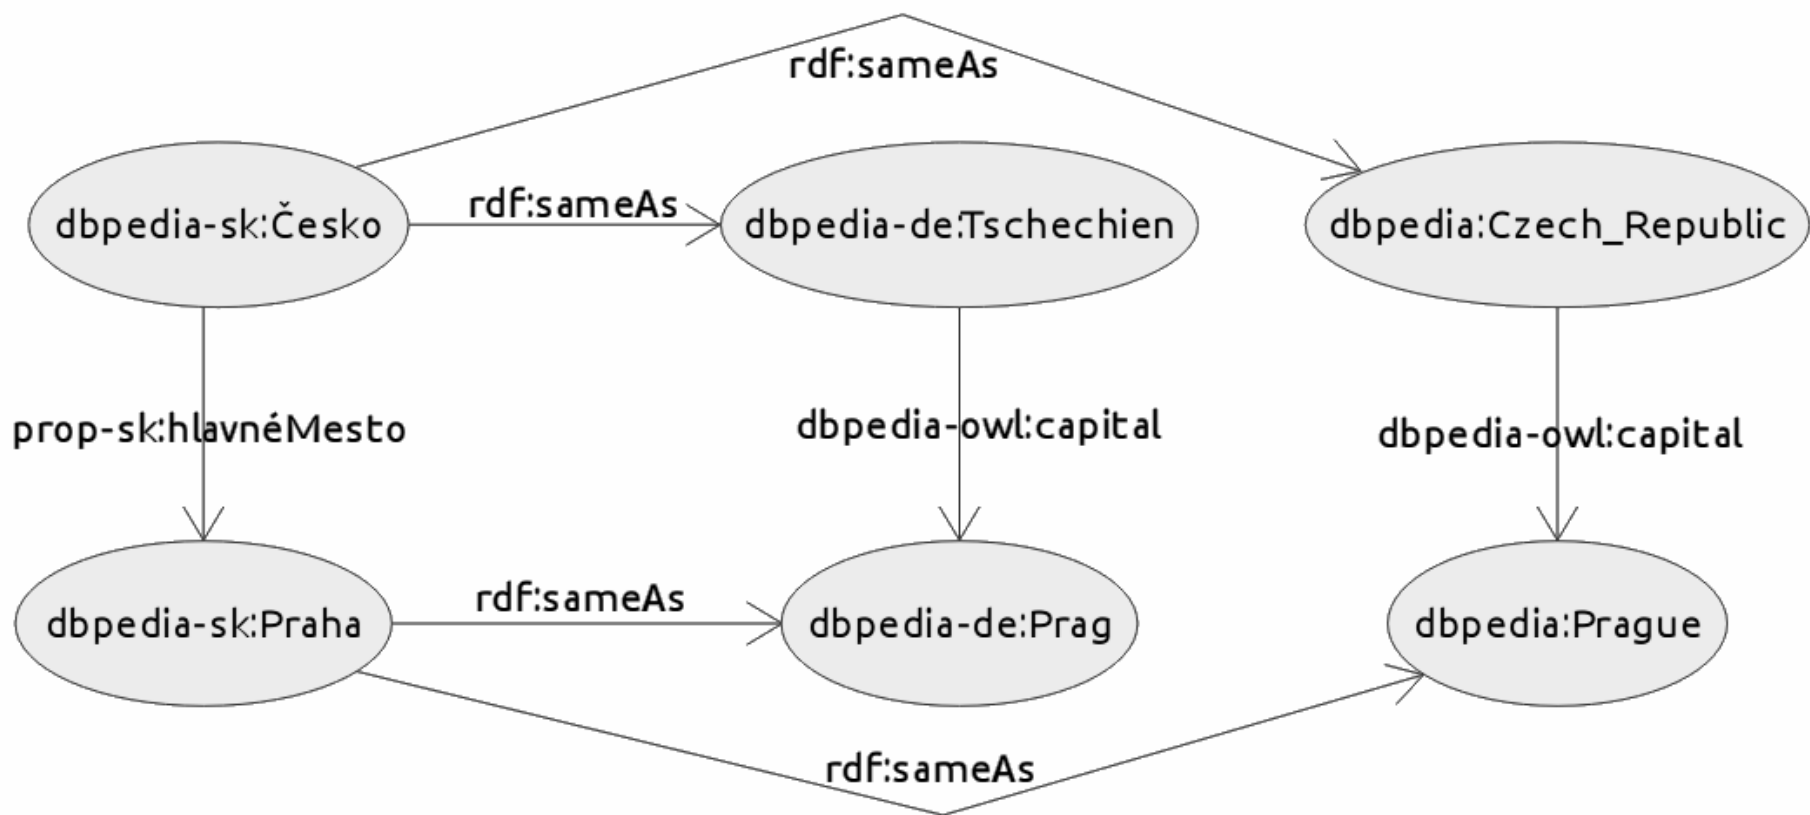 rdf:sameAs
dbpedia-sk:Česko
rdf:sameAs
dbpedia-de:Tschechien
dbpedia:Czech_Republic
prop-sk:hlavnéMesto
dbpedia-owl:capital
dbpedia-owl:capital
dbpedia-sk:Praha
rdf:sameAs
dbpedia-de:Prag
dbpedia:Prague
rdf:sameAs